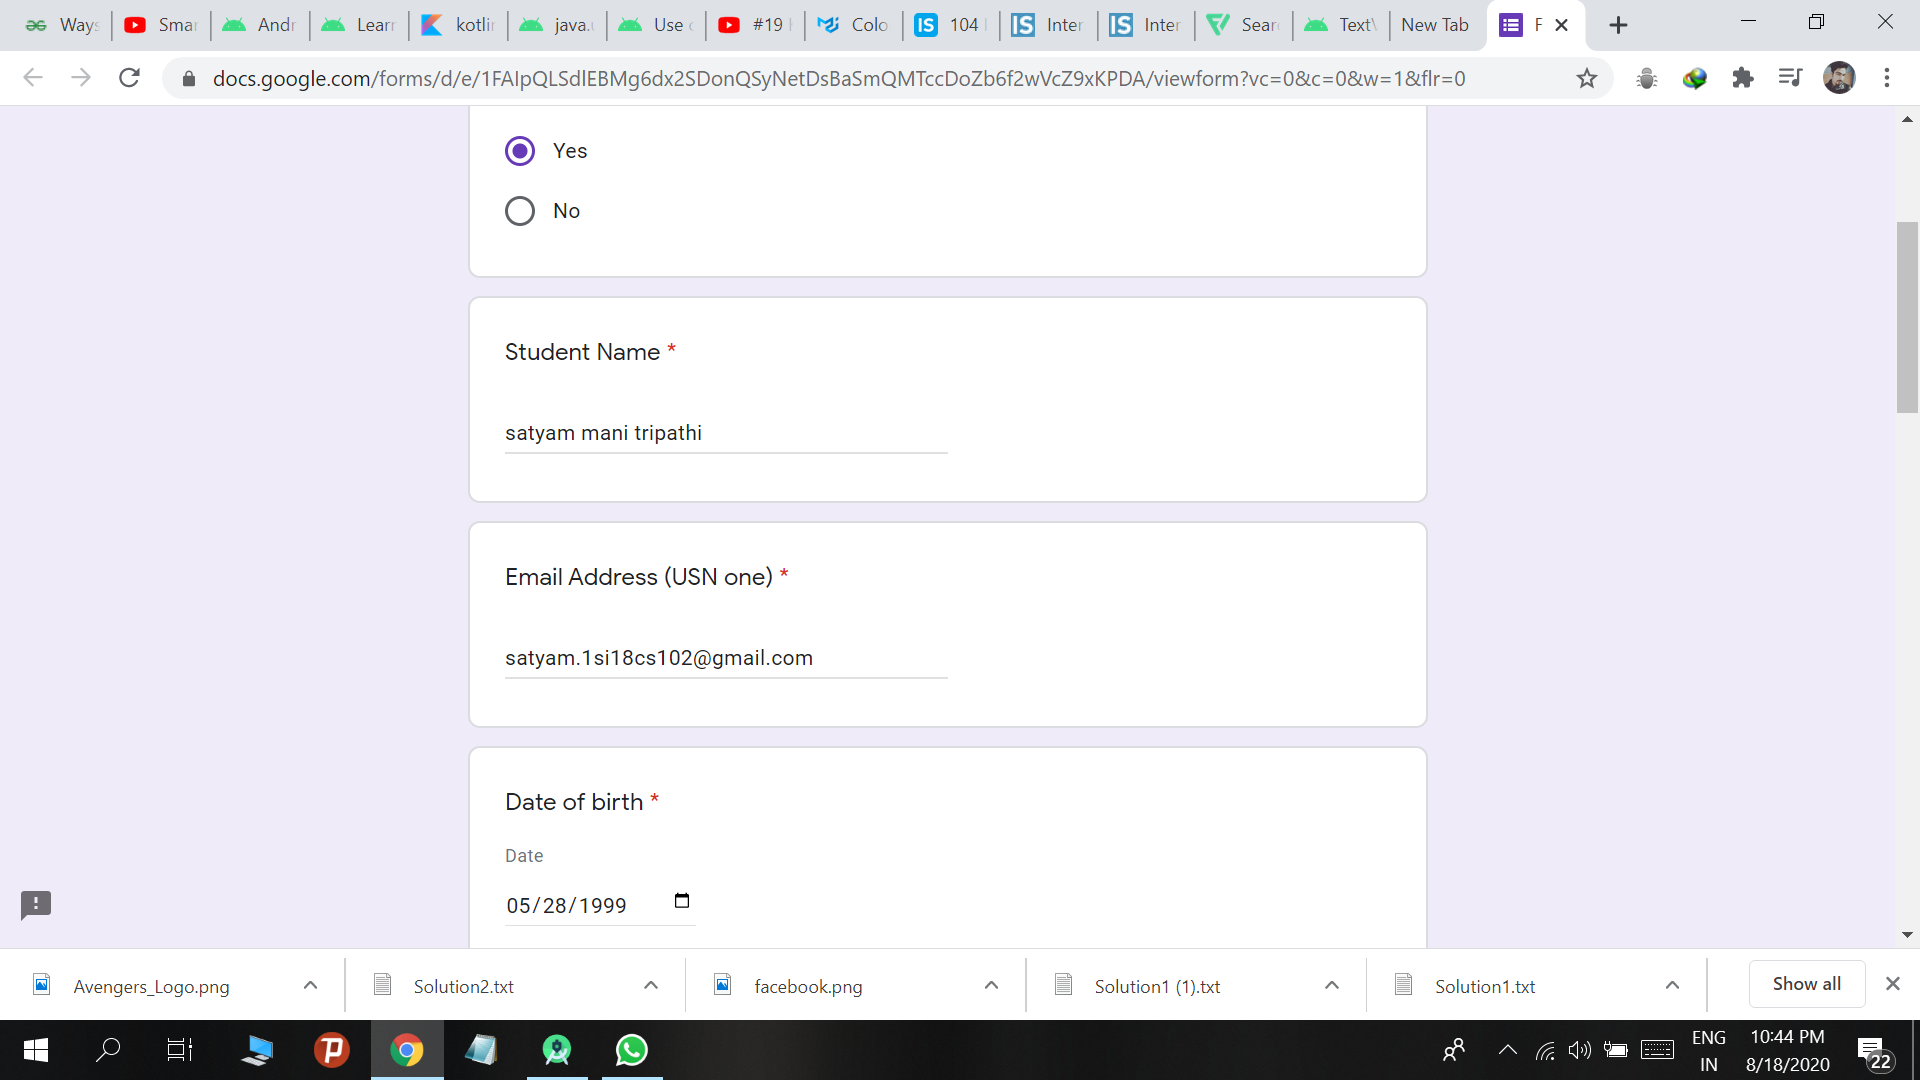 Ways
Smar
Andr
Learr
kotlir
java.u
Use c
#19 k
Colo
IS 104
IS Inter
IS Inter
Sear
Text
New Tab
F
docs.google.com/forms/d/e/1FAIpQLSdlEBMg6dx2SDonQSyNetDsBaSmQMTccDoZb6f2wVcZ9xKPDA/viewform?vc=0&c=0&w=1&flr=0
Yes
No
Student Name *
satyam mani tripathi
Email Address (USN one) *
satyam.1si18cs102@gmail.com
Date of birth *
Date
05/28/1999
Avengers_Logo.png
Solution2.txt
facebook.png
Solution1 (1).txt
Solution1.txt
Show all
ENG
IN
10:44 PM
8/18/2020
22